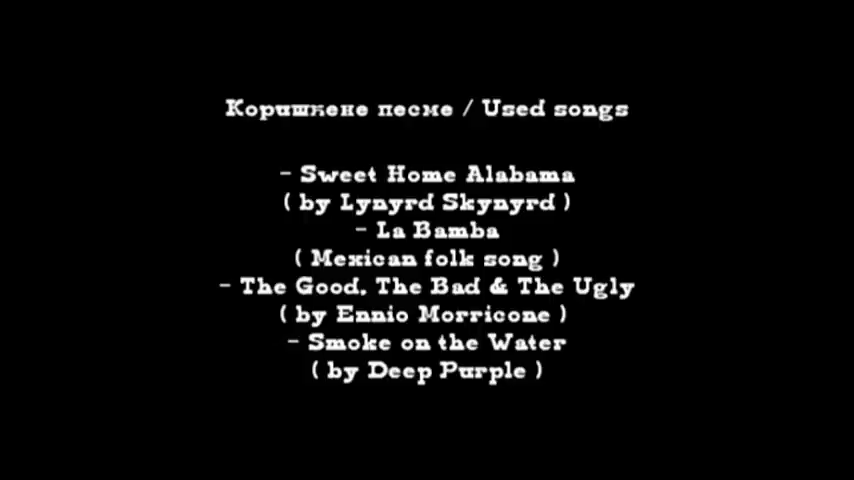 Коришћене песме / Used songs
- Sweet Home Alabama
( by Lynyrd Skynyrd )
- La Bamba
( Mexican folk song )
- The Good, The Bad & The Ugly
( by Ennio Morricone )
- Smoke on the Water
( by Deep Purple )